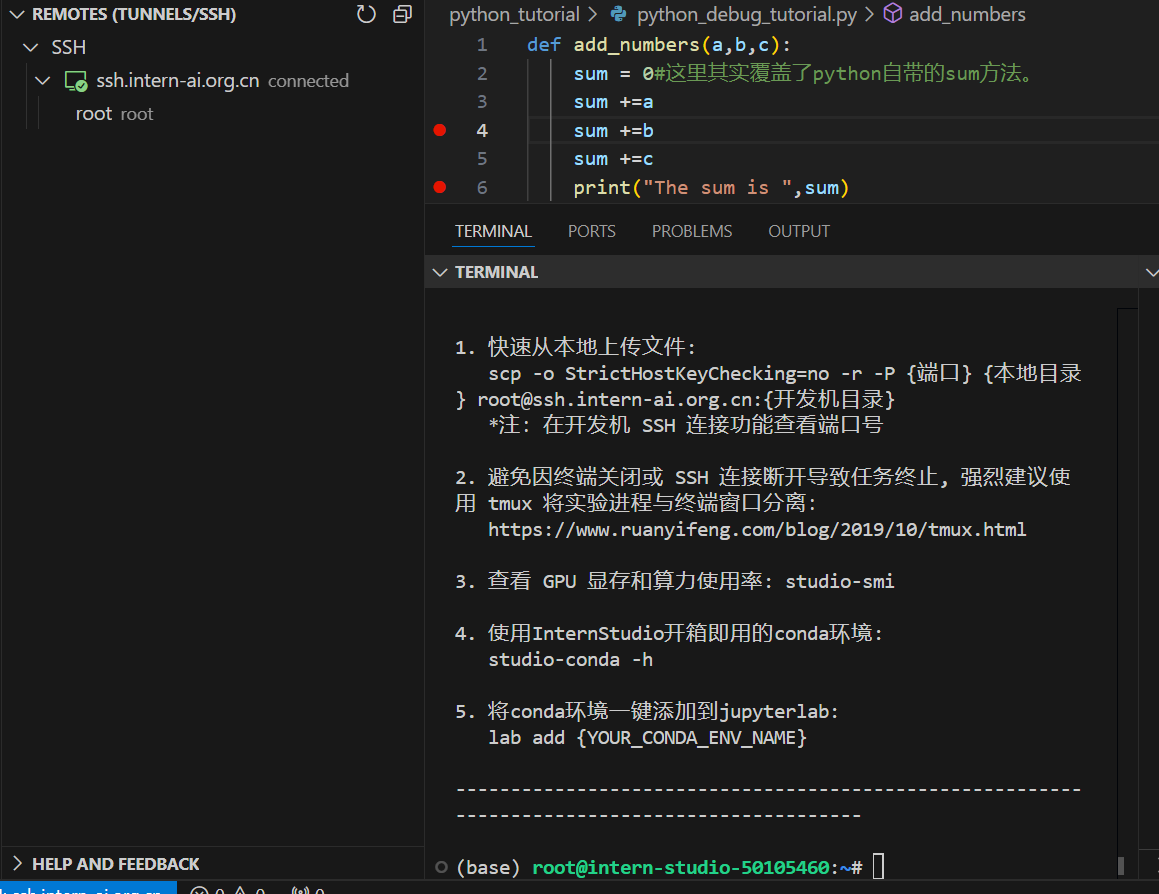 REMOTES (TUNNELS/SSH)
SSH
ssh.intern-ai.org.cn connected
root root
HELP AND FEEDBACK
python_tutorial > python_debug_tutorial.py > add_numbers
1 def add_numbers(a,b,c):
2 sum = 0#这里其实覆盖了python自带的sum方法。
3 sum +=a
4 sum +=b
5 sum +=c
6 print("The sum is ",sum)
TERMINAL PORTS PROBLEMS OUTPUT
TERMINAL
1. 快速从本地上传文件:
scp -o StrictHostKeyChecking=no -r -P {端口} {本地目录
} root@ssh.intern-ai.org.cn:{开发机目录}
*注: 在开发机 SSH 连接功能查看端口号
2. 避免因终端关闭或 SSH 连接断开导致任务终止, 强烈建议使
用 tmux 将实验进程与终端窗口分离:
https://www.ruanyifeng.com/blog/2019/10/tmux.html
3. 查看 GPU 显存和算力使用率: studio-smi
4. 使用InternStudio开箱即用的conda环境:
studio-conda -h
5. 将conda环境一键添加到jupyterlab:
lab add {YOUR_CONDA_ENV_NAME}
---------------------------------------------------------
-------------------------------------
(base) root@intern-studio-50105460:~#